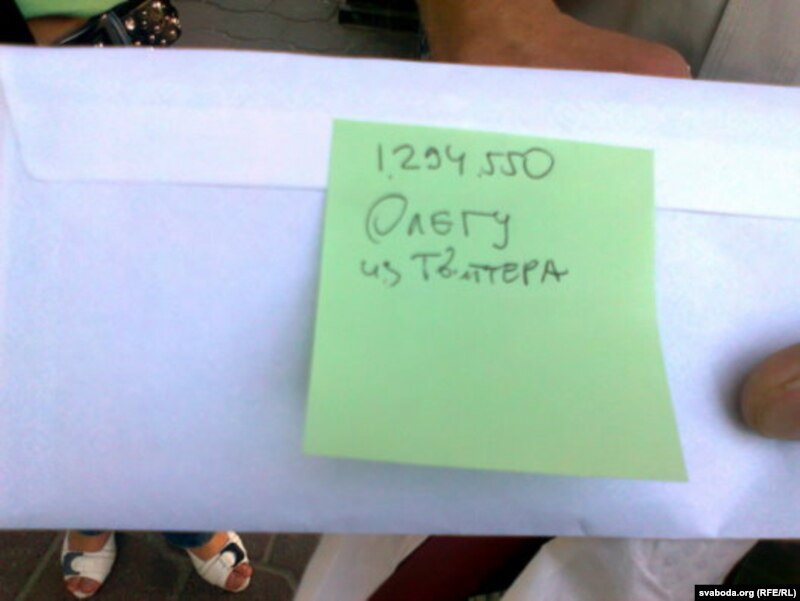 1.294.550
Олегу
из Твиттера
svaboda.org (RFE/RL)